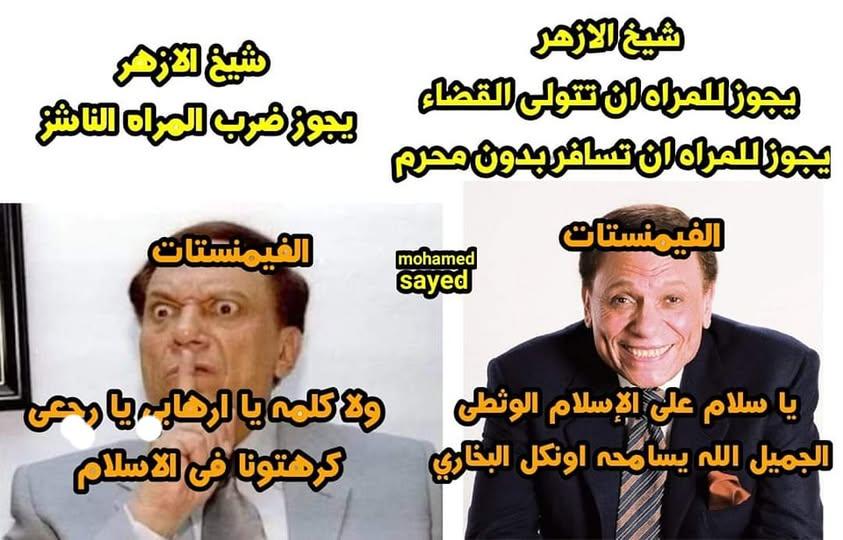 شيخ الازهر
يجوز للمراه ان تتولى القضاء
يجوز للمراه ان تسافر بدون محرم
الفيمنستات
يا سلام على الإسلام الوثطى
الجميل الله يسامحه اونكل البخاري
شيخ الازهر
يجوز ضرب المراه الناشز
الفيمنستات
ولا كلمه يا ارهابى يا رجعى
كرهتونا فى الاسلام
mohamed
sayed